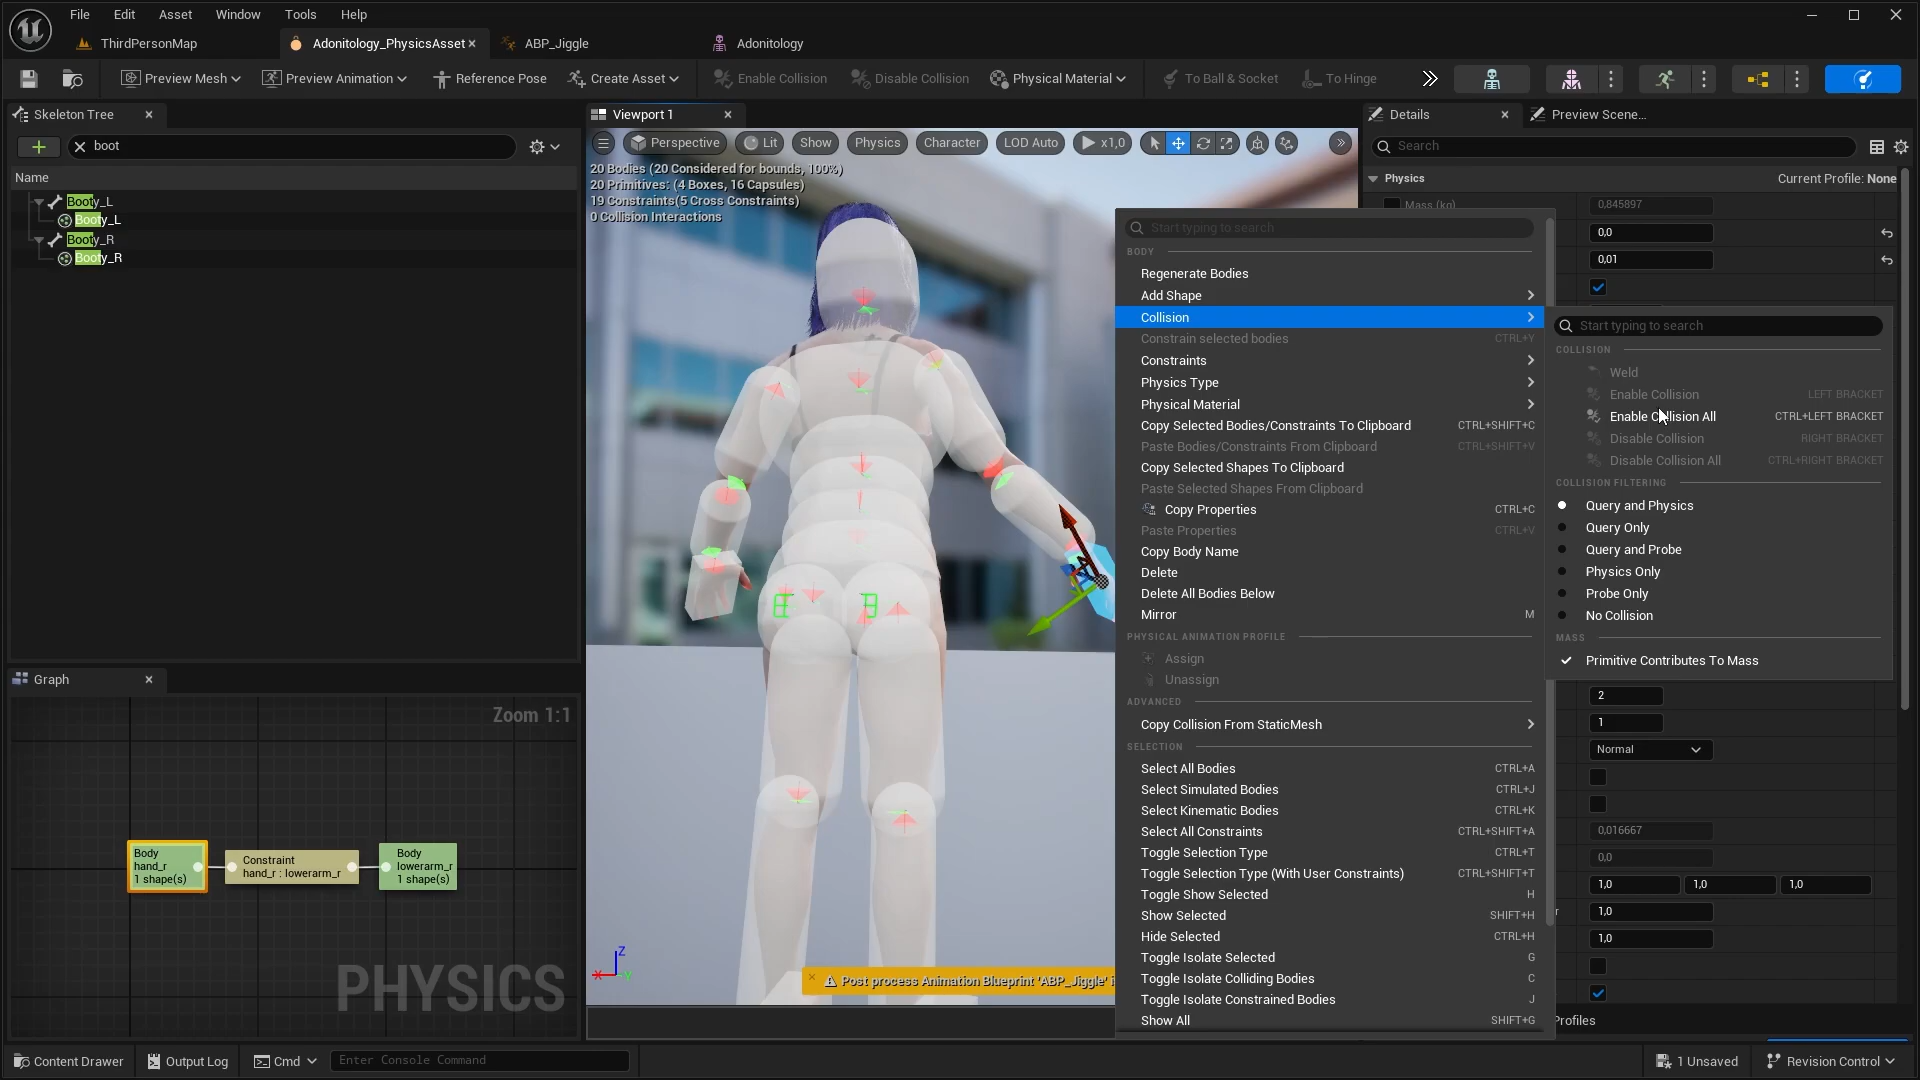 File Edit Asset Window Tools Help
ThirdPersonMap Adonitology_PhysicsAsset ABP_Jiggle Adonitology
Preview Mesh Preview Animation Reference Pose Create Asset Enable Collision Disable Collision Physical Material To Ball & Socket To Hinge
Skeleton Tree
boot
Name
Booty_L
Booty_L
Booty_R
Booty_R
Graph
Zoom 1:1
Body
hand_r
1 shape(s)
Constraint
hand_r : lowerarm_r
Body
lowerarm_r
1 shape(s)
PHYSICS
Viewport 1
Perspective Lit Show Physics Character LOD Auto x1,0
20 Bodies (20 Considered for bounds, 100%)
20 Primitives: (4 Boxes, 16 Capsules)
19 Constraints(5 Cross Constraints)
0 Collision Interactions
Z
X
Y
Post process Animation Blueprint 'ABP_Jiggle' i
Start typing to search
BODY
Regenerate Bodies
Add Shape
Collision
Constrain selected bodies CTRL+Y
Constraints
Physics Type
Physical Material
Copy Selected Bodies/Constraints To Clipboard CTRL+SHIFT+C
Paste Bodies/Constraints From Clipboard CTRL+SHIFT+V
Copy Selected Shapes To Clipboard
Paste Selected Shapes From Clipboard
Copy Properties CTRL+C
Paste Properties CTRL+V
Copy Body Name
Delete
Delete All Bodies Below
Mirror M
PHYSICAL ANIMATION PROFILE
Assign
Unassign
ADVANCED
Copy Collision From StaticMesh
SELECTION
Select All Bodies CTRL+A
Select Simulated Bodies CTRL+J
Select Kinematic Bodies CTRL+K
Select All Constraints CTRL+SHIFT+A
Toggle Selection Type CTRL+T
Toggle Selection Type (With User Constraints) CTRL+SHIFT+T
Toggle Show Selected H
Show Selected SHIFT+H
Hide Selected CTRL+H
Toggle Isolate Selected G
Toggle Isolate Colliding Bodies C
Toggle Isolate Constrained Bodies J
Show All SHIFT+G
Details Preview Scene...
Search
Physics Current Profile: None
Mass (kg) 0,845897
0,0
0,01
Start typing to search
COLLISION
Weld
Enable Collision LEFT BRACKET
Enable Collision All CTRL+LEFT BRACKET
Disable Collision RIGHT BRACKET
Disable Collision All CTRL+RIGHT BRACKET
COLLISION FILTERING
Query and Physics
Query Only
Query and Probe
Physics Only
Probe Only
No Collision
MASS
Primitive Contributes To Mass
2
1
Normal
0,016667
0,0
1,0 1,0 1,0
r 1,0
1,0
Profiles
Content Drawer Output Log Cmd Enter Console Command 1 Unsaved Revision Control